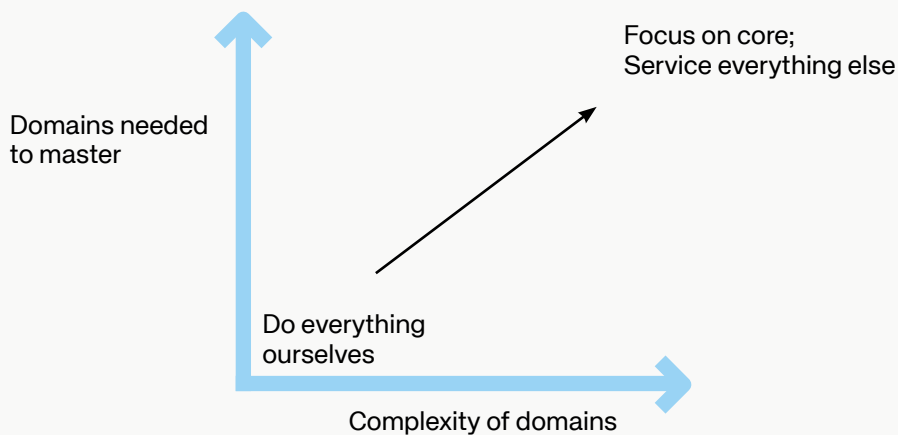 Focus on core;
Service everything else
Domains needed
to master
Do everything
ourselves
Complexity of domains